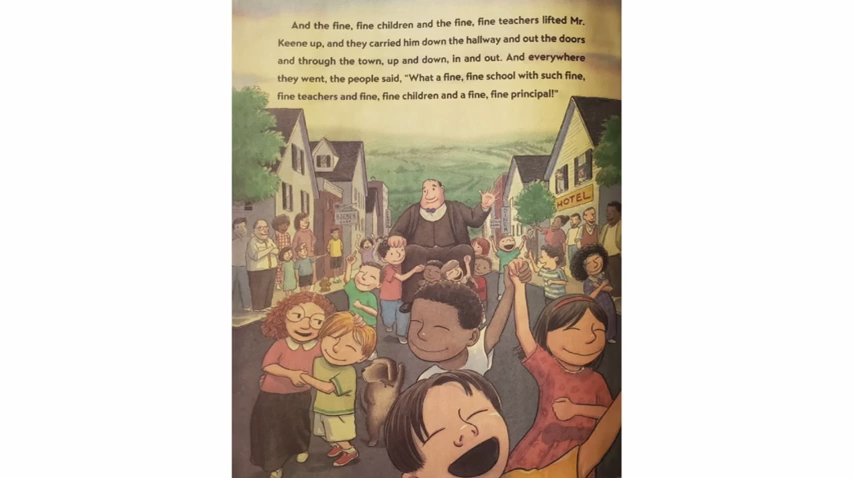 And the fine, fine children and the fine, fine teachers lifted Mr.
Keene up, and they carried him down the hallway and out the doors
and through the town, up and down, in and out. And everywhere
they went, the people said, "What a fine, fine school with such fine,
fine teachers and fine, fine children and a fine, fine principal!"
HOTEL